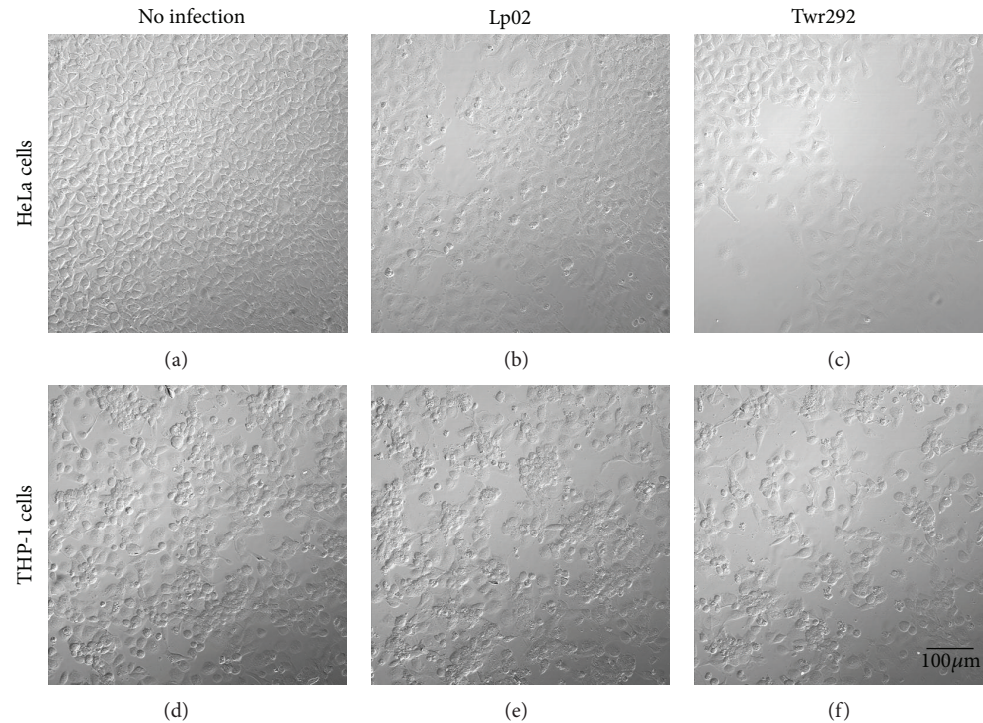 No infection
Lp02
Twr292
HeLa cells
(a)
(b)
(c)
THP-1 cells
100μm
(d)
(e)
(f)